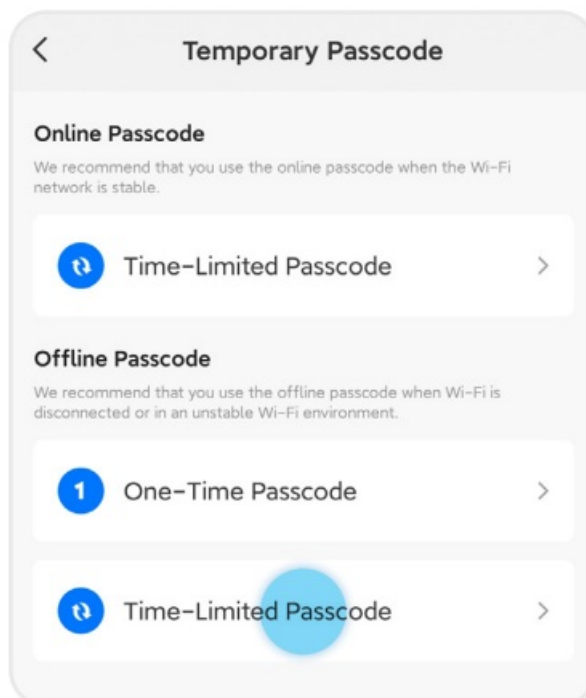 Temporary Passcode
Online Passcode
We recommend that you use the online passcode when the Wi-Fi
network is stable.
Time-Limited Passcode
Offline Passcode
We recommend that you use the offline passcode when Wi-Fi is
disconnected or in an unstable Wi-Fi environment.
1 One-Time Passcode
Time-Limited Passcode